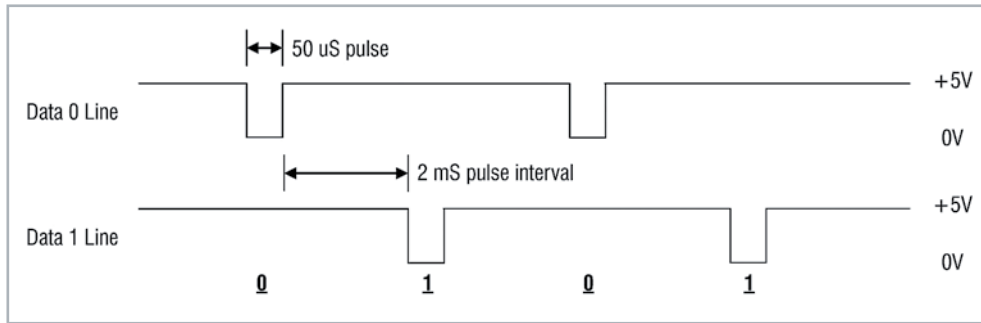 50 uS pulse
+5V
Data 0 Line
0V
2 mS pulse interval
+5V
Data 1 Line
0V
0 1 0 1